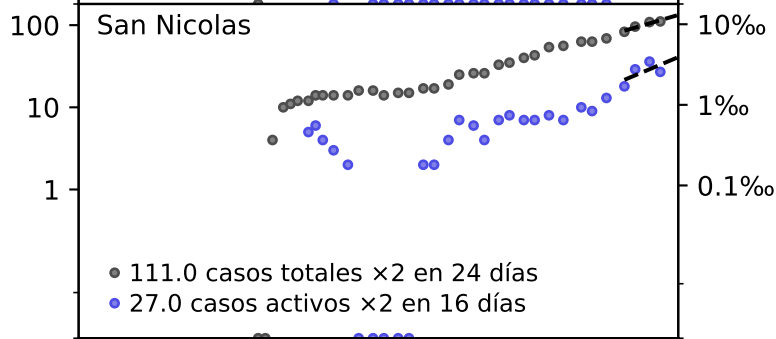 San Nicolas
100
10
1
10‰
1‰
0.1‰
111.0 casos totales ×2 en 24 días
27.0 casos activos ×2 en 16 días